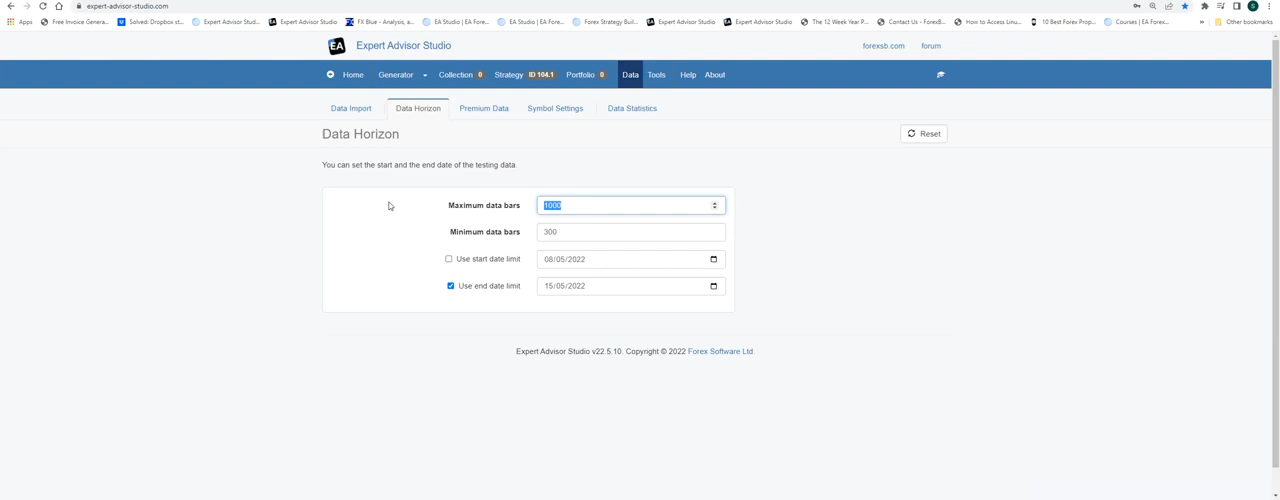 expert-advisor-studio.com
Apps Free Invoice Genera... Solved: Dropbox st... Expert Advisor Stud... Expert Advisor Studio FX Blue - Analysis, a... EA Studio | EA Fore... EA Studio | EA Fore... Forex Strategy Buil... Expert Advisor Studio Expert Advisor Studio The 12 Week Year P... Contact Us - ForexB... How to Access Linu... 10 Best Forex Prop... Courses | EA Forex... » Other bookmarks
EA Expert Advisor Studio forexsb.com forum
Home Generator Collection 0 Strategy ID 104.1 Portfolio 0 Data Tools Help About
Data Import Data Horizon Premium Data Symbol Settings Data Statistics
Data Horizon Reset
You can set the start and the end date of the testing data.
Maximum data bars 1000
Minimum data bars 300
Use start date limit 08/05/2022
Use end date limit 15/05/2022
Expert Advisor Studio v22.5.10. Copyright © 2022 Forex Software Ltd.